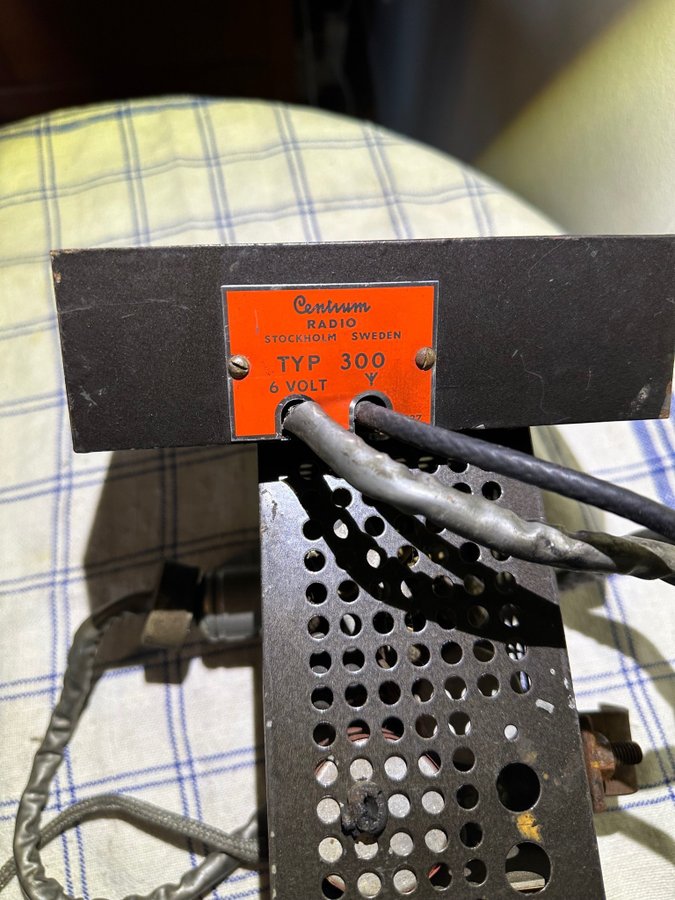 Centrum
RADIO
STOCKHOLM SWEDEN
TYP 300
6 VOLT